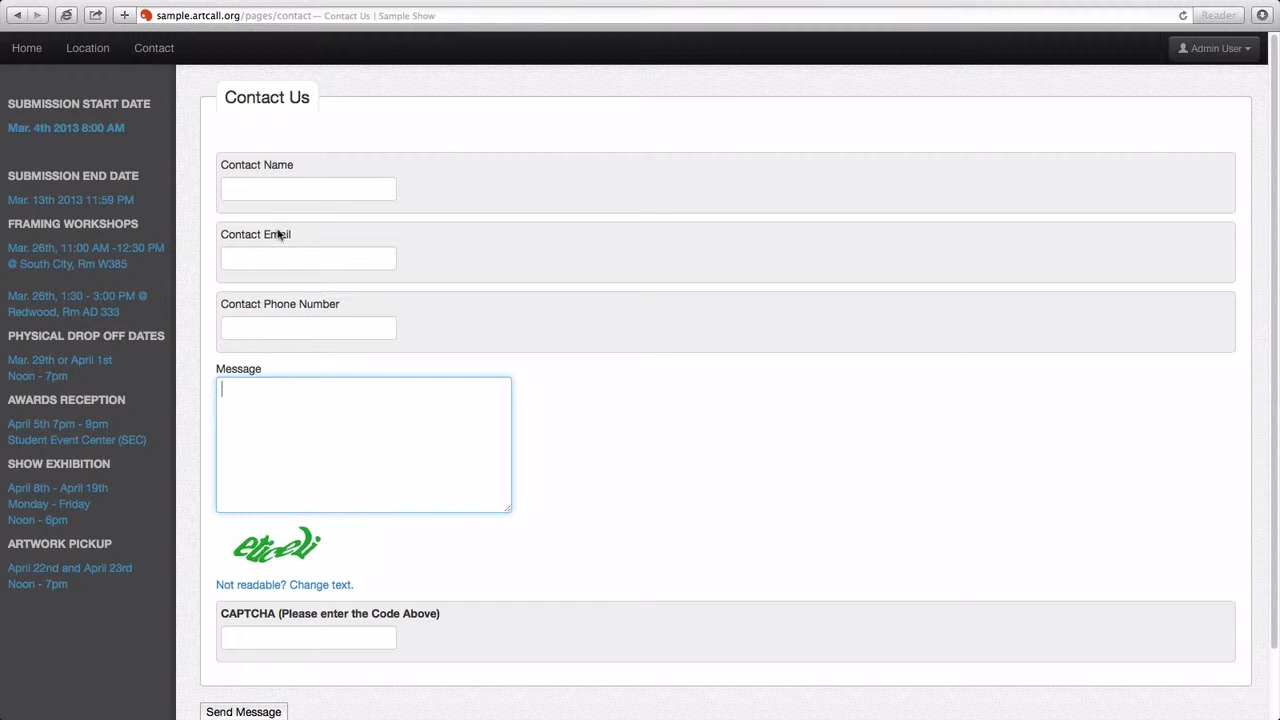 sample.artcall.org/pages/contact — Contact Us | Sample Show
Reader
Home Location Contact
Admin User
SUBMISSION START DATE
Mar. 4th 2013 8:00 AM
SUBMISSION END DATE
Mar. 13th 2013 11:59 PM
FRAMING WORKSHOPS
Mar. 26th, 11:00 AM -12:30 PM
@ South City, Rm W385
Mar. 26th, 1:30 - 3:00 PM @
Redwood, Rm AD 333
PHYSICAL DROP OFF DATES
Mar. 29th or April 1st
Noon - 7pm
AWARDS RECEPTION
April 5th 7pm - 9pm
Student Event Center (SEC)
SHOW EXHIBITION
April 8th - April 19th
Monday - Friday
Noon - 6pm
ARTWORK PICKUP
April 22nd and April 23rd
Noon - 7pm
Contact Us
Contact Name
Contact Email
Contact Phone Number
Message
Not readable? Change text.
CAPTCHA (Please enter the Code Above)
Send Message